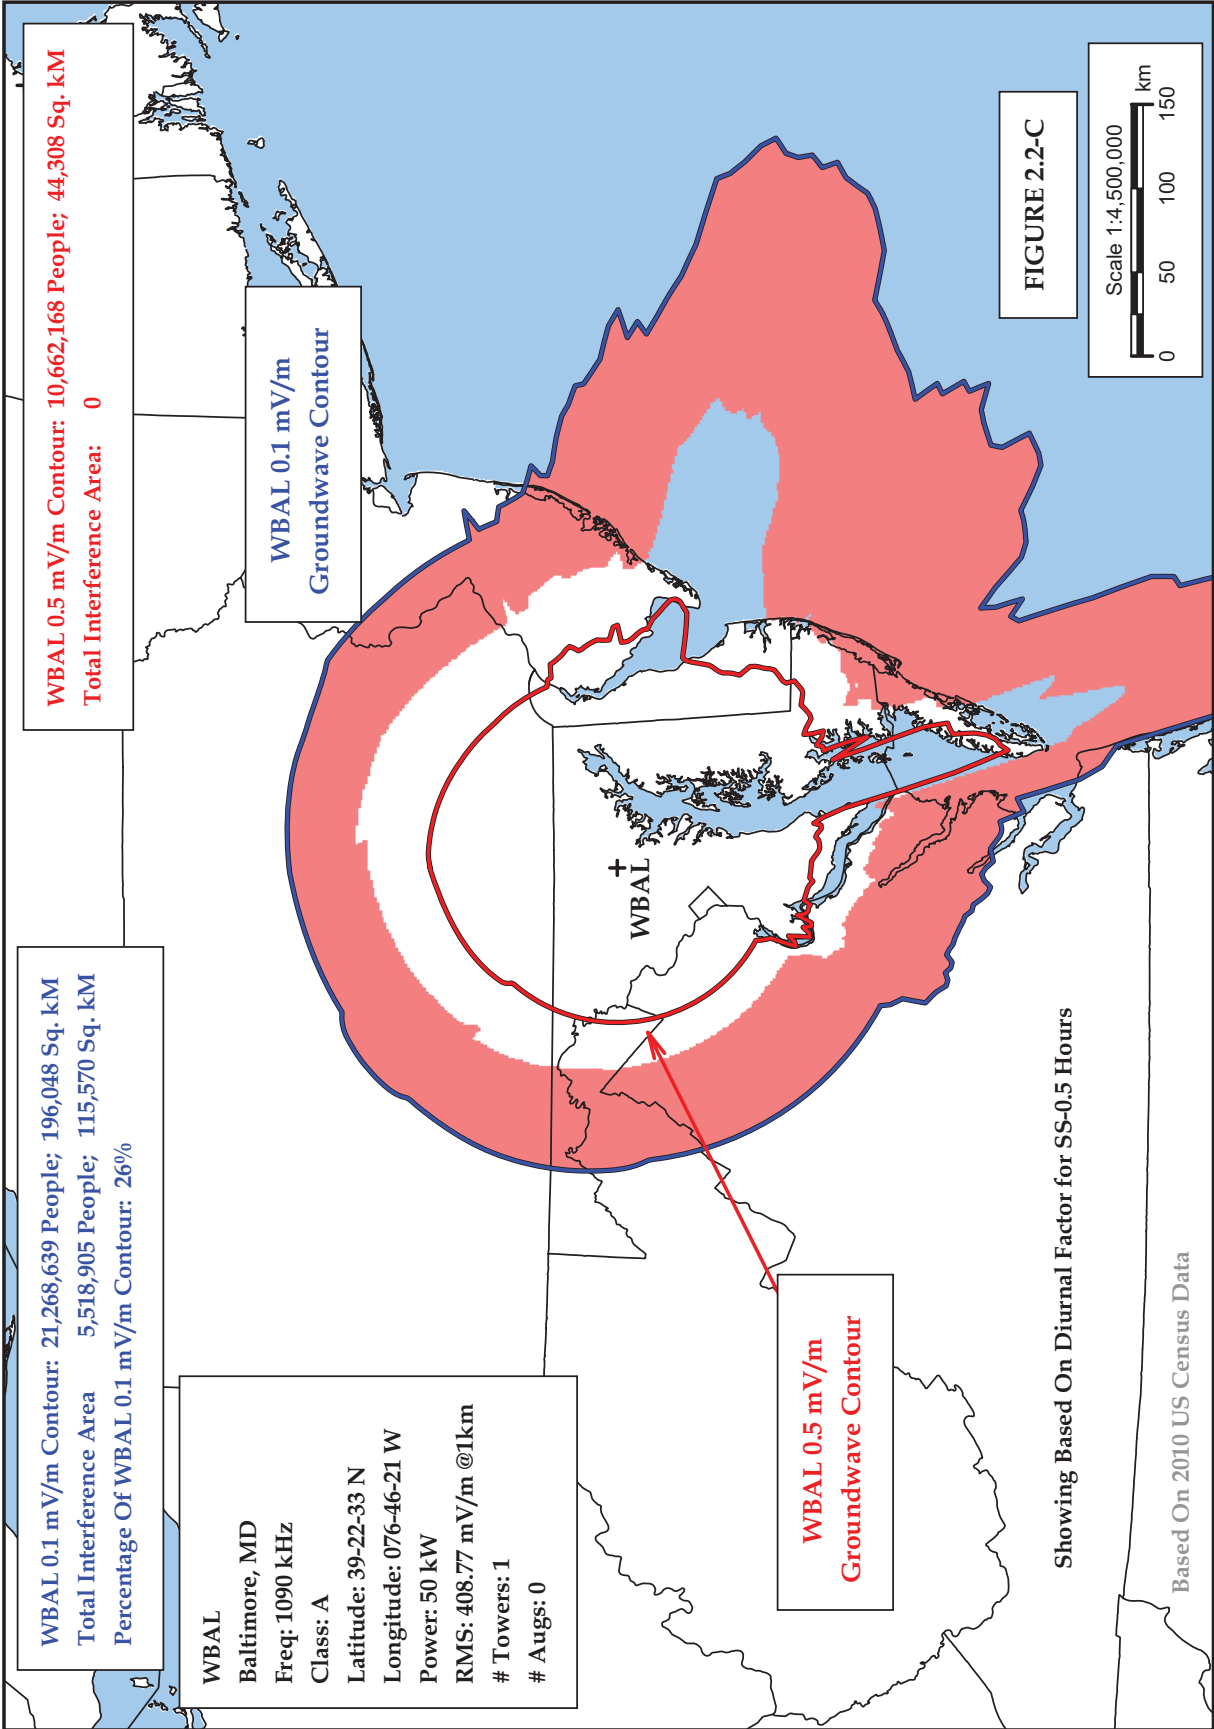 WBAL 0.1 mV/m Contour: 21,268,639 People; 196,048 Sq. kM
Total Interference Area 5,518,905 People; 115,570 Sq. kM
Percentage Of WBAL 0.1 mV/m Contour: 26%
WBAL 0.5 mV/m Contour: 10,662,168 People; 44,308 Sq. kM
Total Interference Area: 0
WBAL
Baltimore, MD
Freq: 1090 kHz
Class: A
Latitude: 39-22-33 N
Longitude: 076-46-21 W
Power: 50 kW
RMS: 408.77 mV/m @1km
# Towers: 1
# Augs: 0
WBAL 0.1 mV/m
Groundwave Contour
WBAL
WBAL 0.5 mV/m
Groundwave Contour
FIGURE 2.2-C
Scale 1:4,500,000
km
0 50 100 150
Showing Based On Diurnal Factor for SS-0.5 Hours
Based On 2010 US Census Data